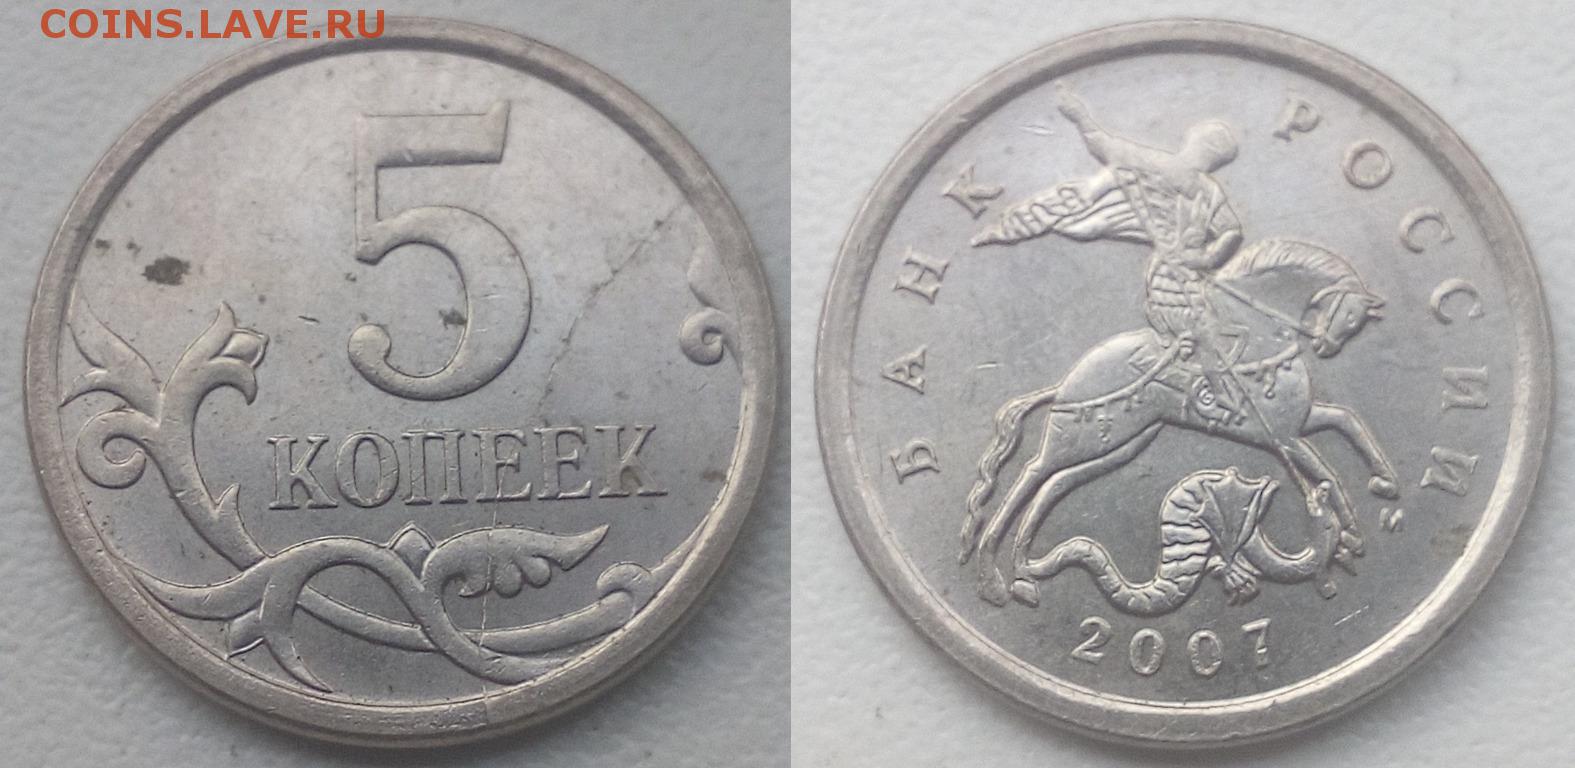 COINS.LAVE.RU
5
КОПЕЕК
БАНК РОССИИ
2007